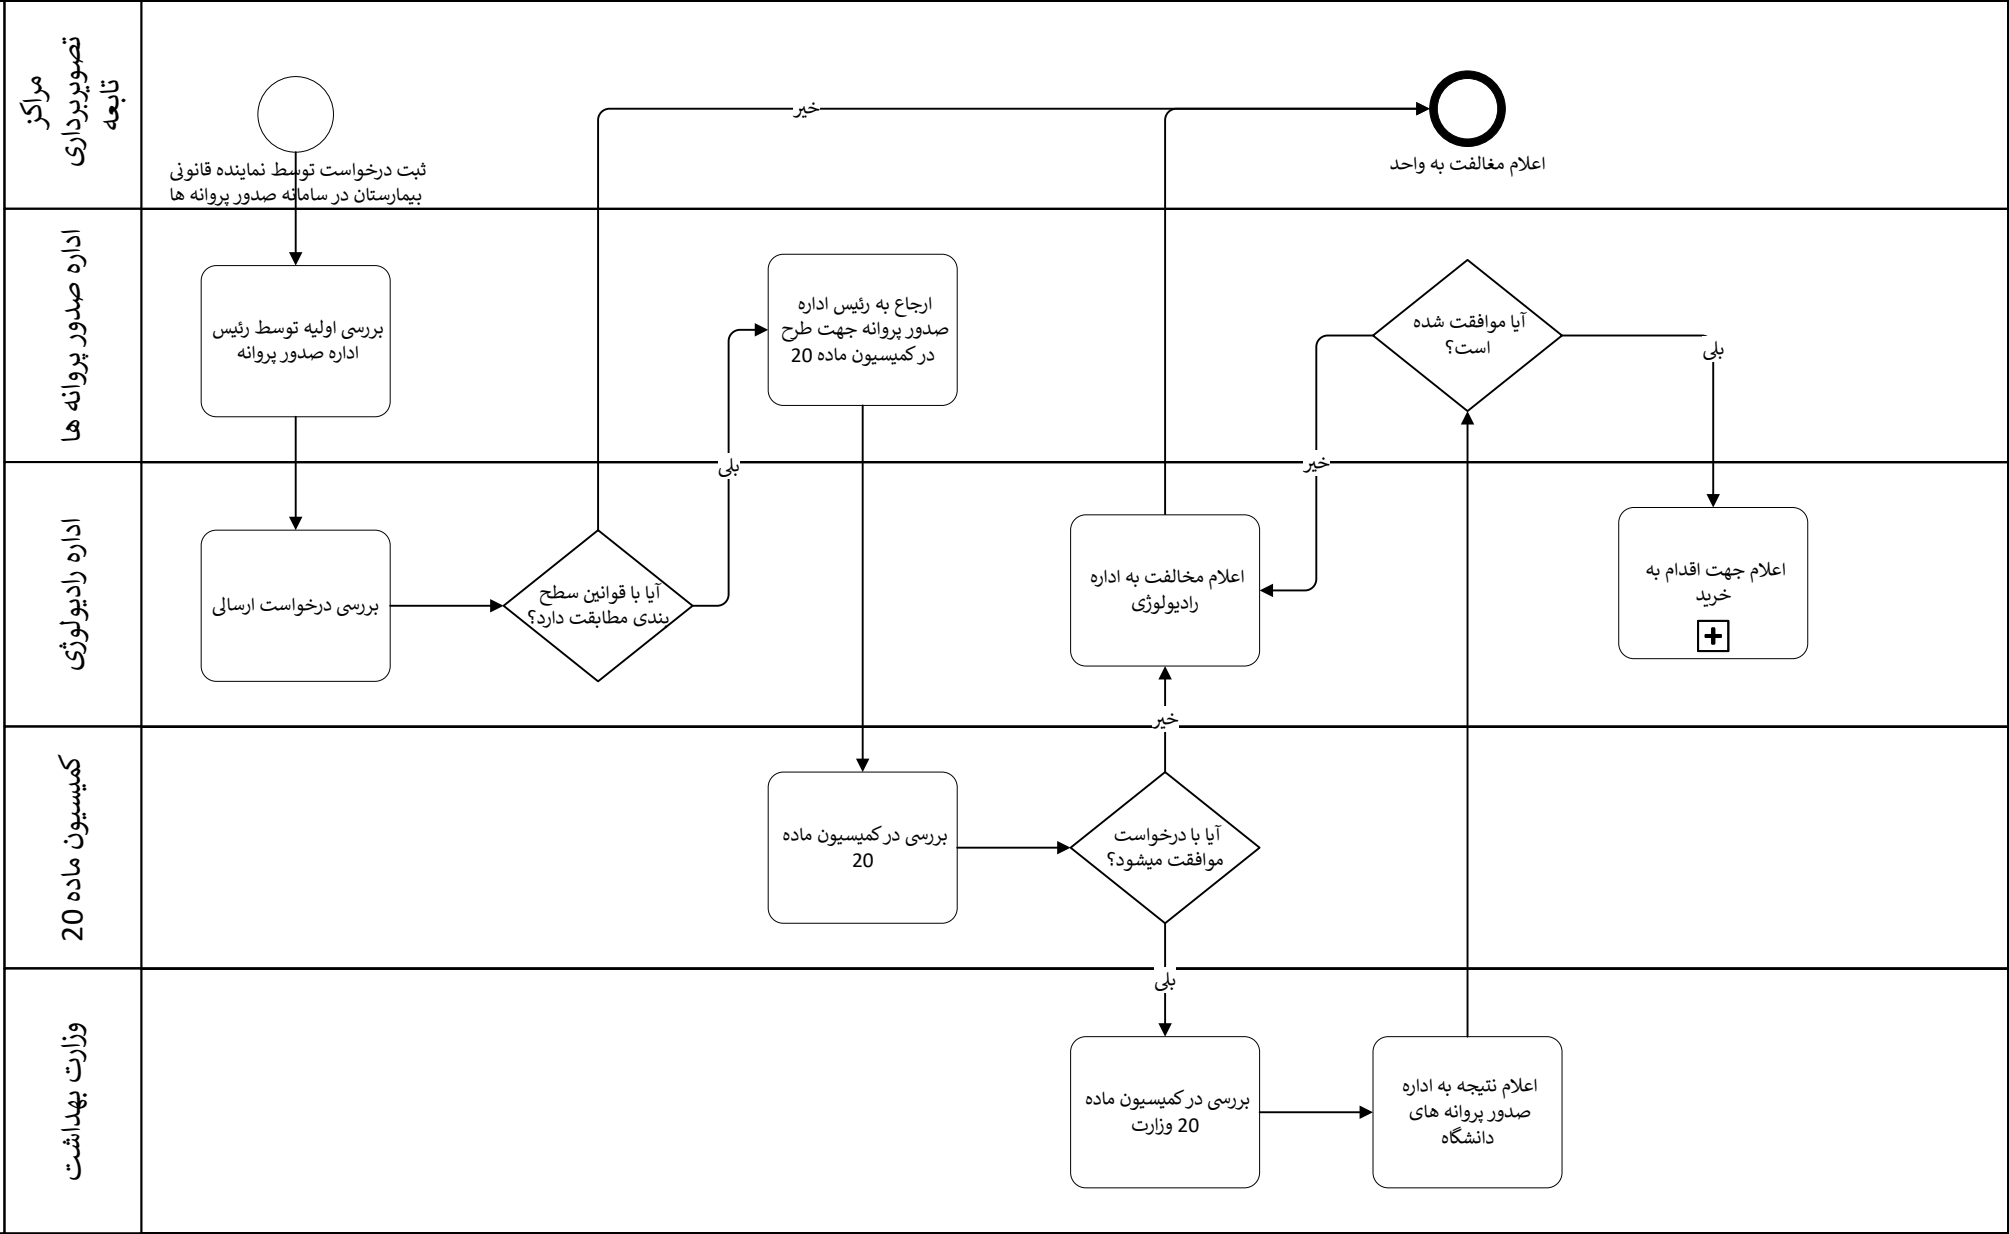 مراکز
تصویربرداری
تابعه
ثبت درخواست توسط نماینده قانونی
بیمارستان در سامانه صدور پروانه ها
خیر
اعلام مغالفت به واحد
اداره صدور پروانه ها
بررسی اولیه توسط رئیس
اداره صدور پروانه
ارجاع به رئیس اداره
صدور پروانه جهت طرح
در کمیسیون ماده 20
آیا موافقت شده
است؟
بلی
بلی
خیر
اداره رادیولوژی
بررسی درخواست ارسالی
آیا با قوانین سطح
بندی مطابقت دارد؟
اعلام مخالفت به اداره
رادیولوژی
اعلام جهت اقدام به
خرید
خیر
کمیسیون ماده 20
بررسی در کمیسیون ماده
20
آیا با درخواست
موافقت میشود؟
بلی
وزارت بهداشت
بررسی در کمیسیون ماده
20 وزارت
اعلام نتیجه به اداره
صدور پروانه های
دانشگاه